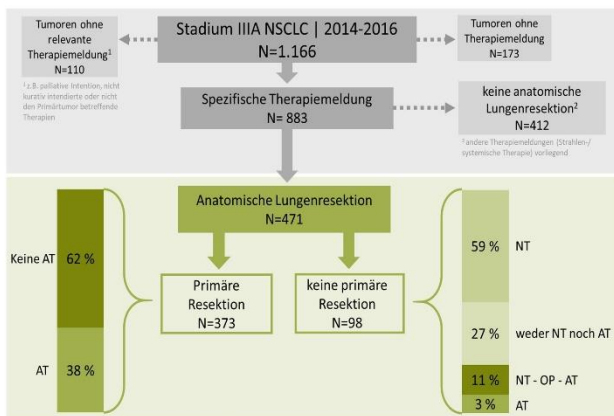 Tumoren ohne
relevante
Therapiemeldung¹
N=110
¹ z.B. palliative Intention, nicht
kurativ intendierte oder nicht
den Primärtumor betreffende
Therapien
Stadium IIIA NSCLC | 2014-2016
N=1.166
Tumoren ohne
Therapiemeldung
N=173
Spezifische Therapiemeldung
N= 883
keine anatomische
Lungenresektion²
N=412
² andere Therapiemeldungen (Strahlen-/
systemische Therapie) vorliegend
Anatomische Lungenresektion
N=471
Keine AT
62 %
AT
38 %
Primäre
Resektion
N=373
keine primäre
Resektion
N=98
59 %
NT
27 %
weder NT noch AT
11 %
NT - OP - AT
3 %
AT